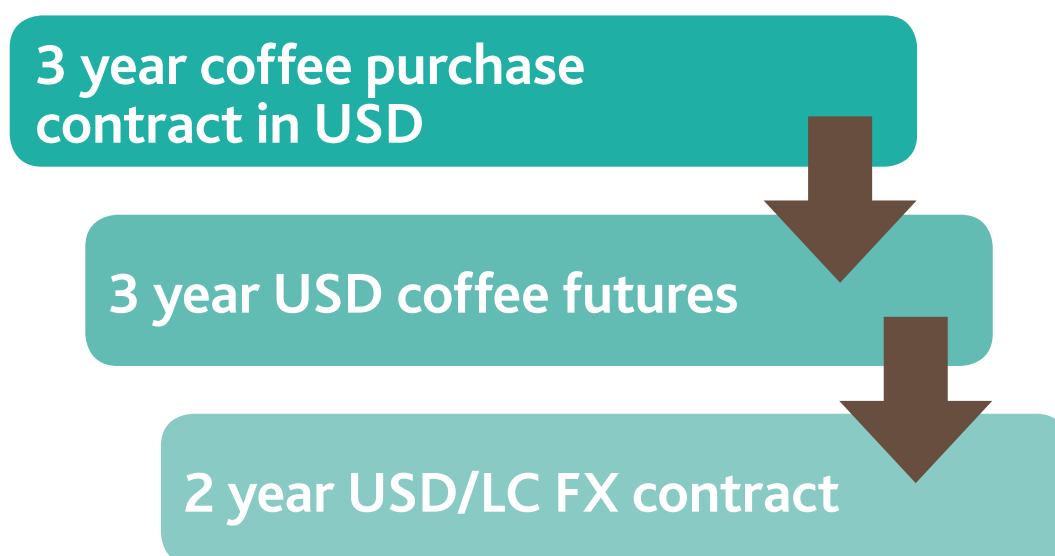 3 year coffee purchase
contract in USD
3 year USD coffee futures
2 year USD/LC FX contract